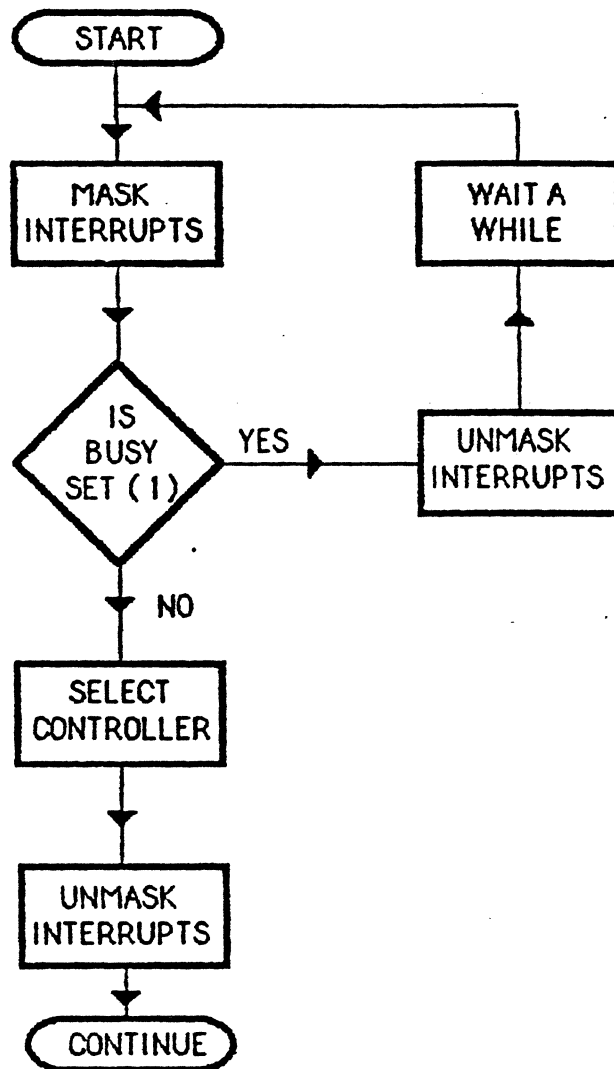 START
MASK
INTERRUPTS
WAIT A
WHILE
IS
BUSY
SET ( 1 )
YES
UNMASK
INTERRUPTS
NO
SELECT
CONTROLLER
UNMASK
INTERRUPTS
CONTINUE